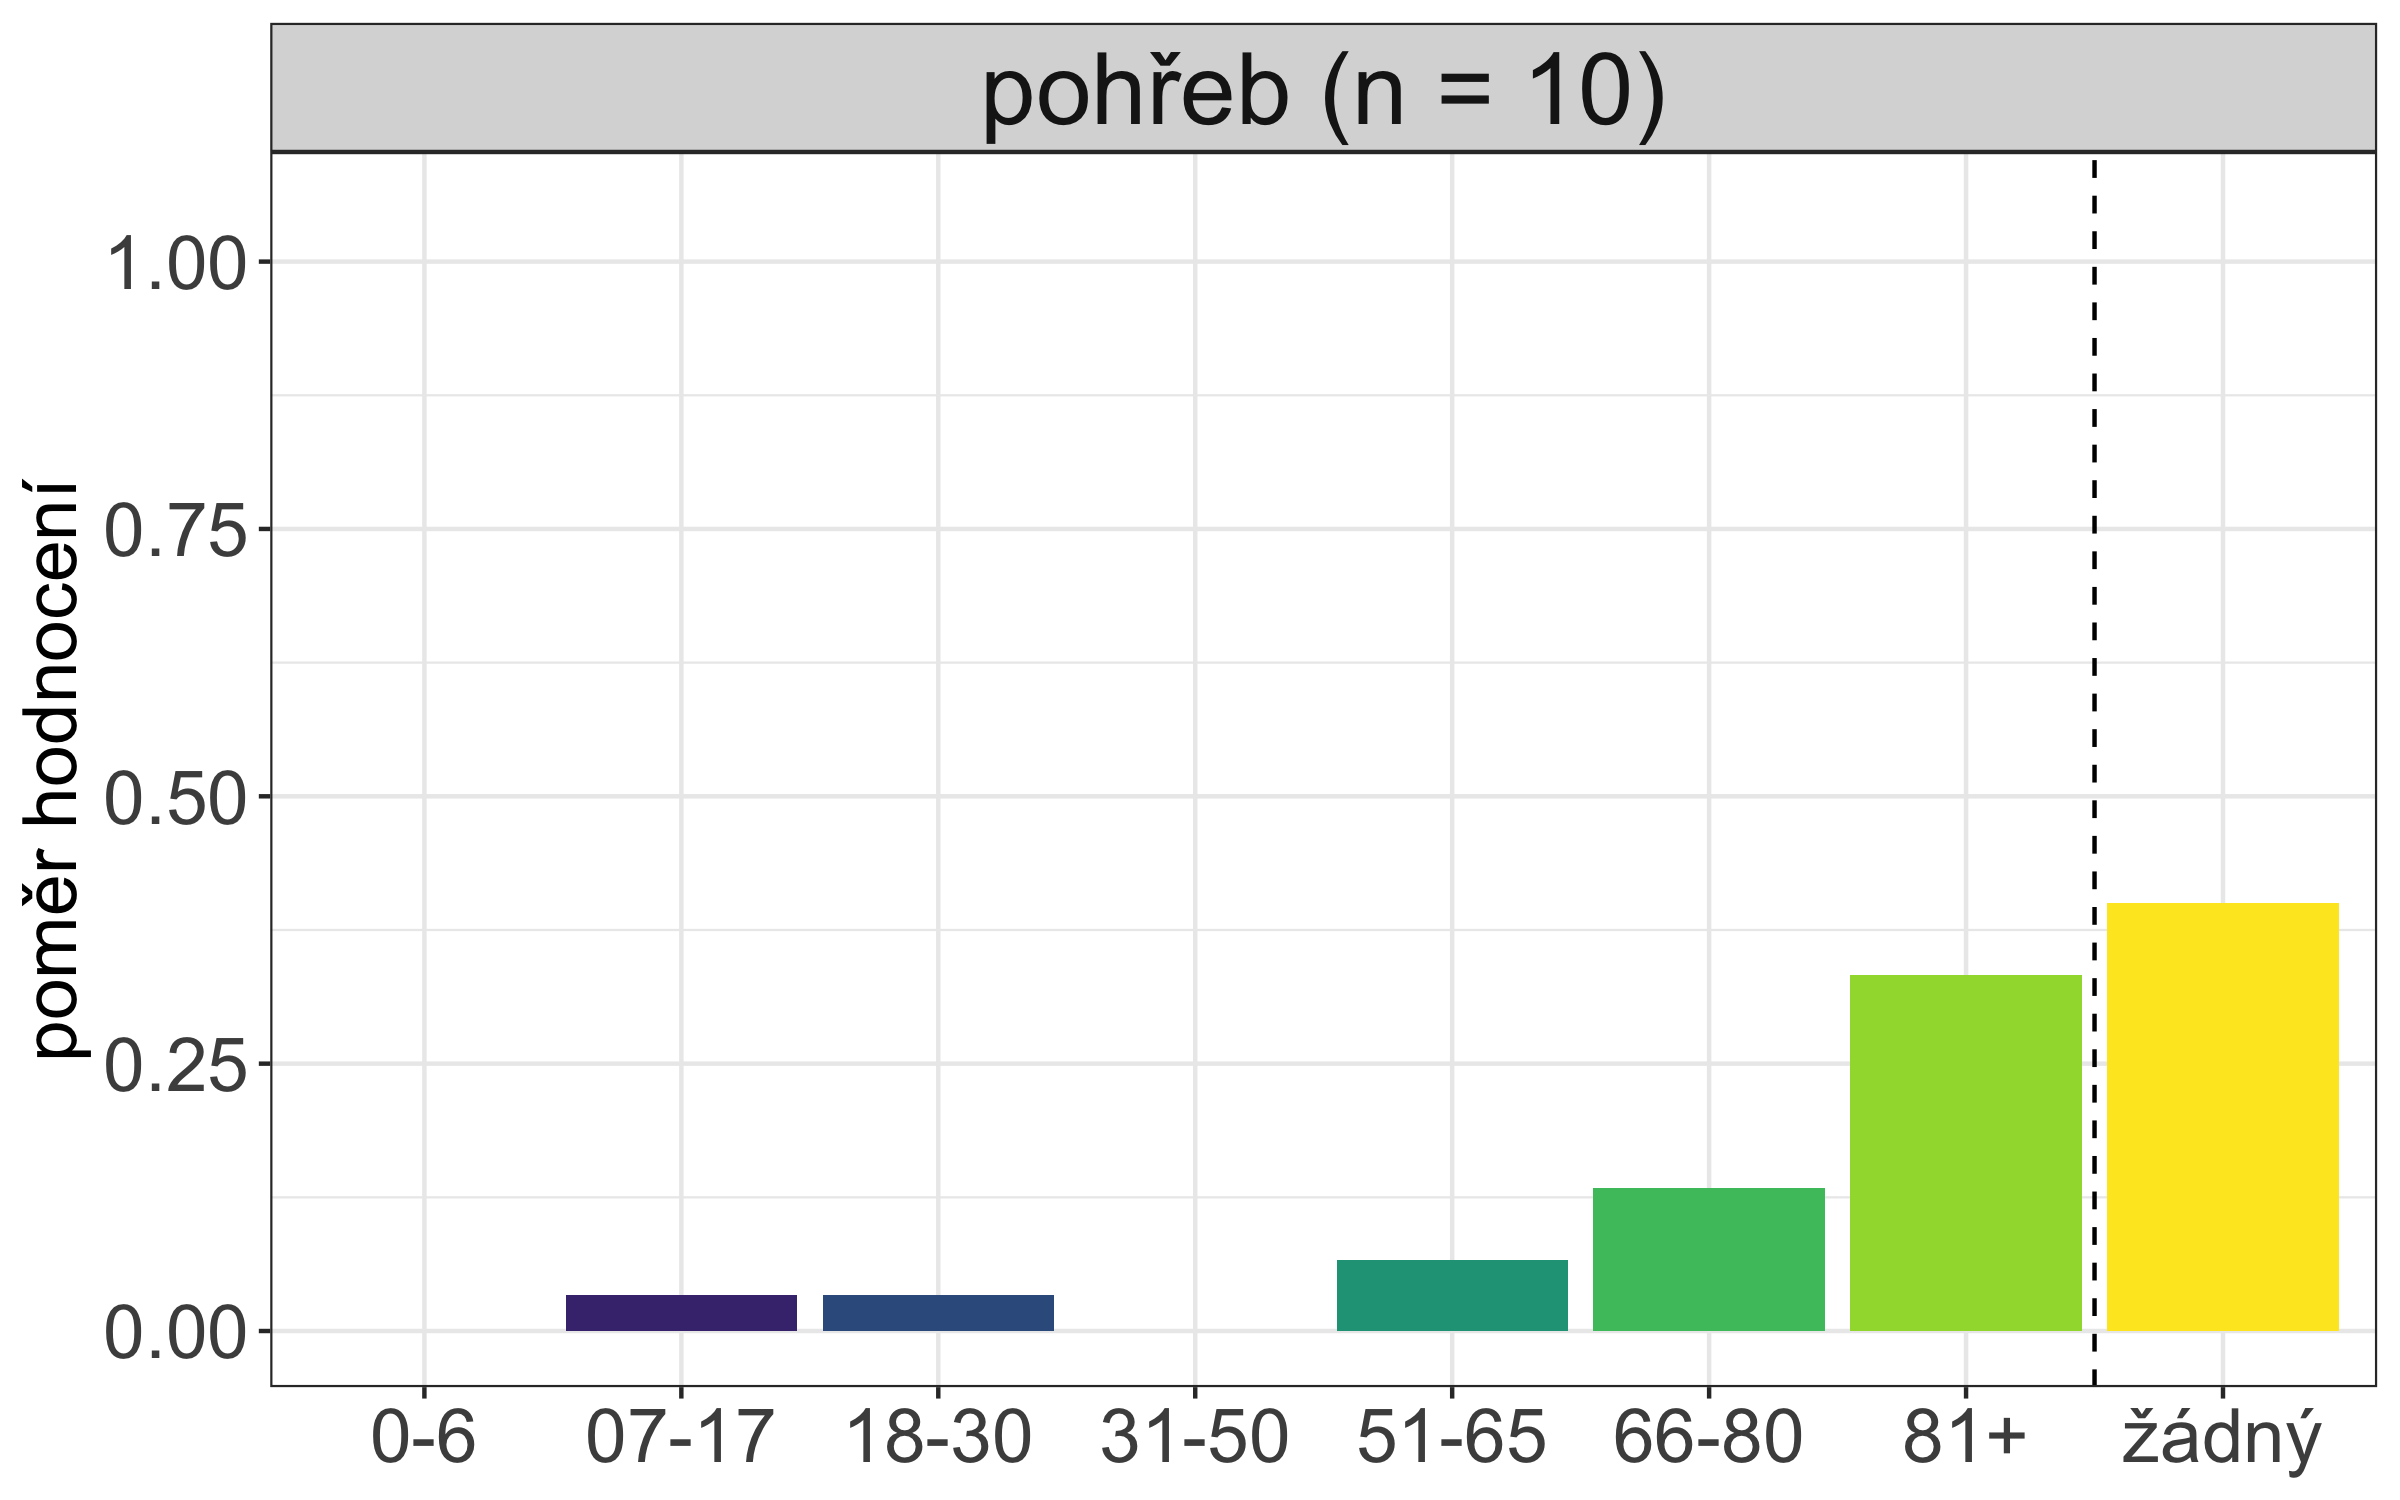 pohřeb (n = 10)
poměr hodnocení
1.00
0.75
0.50
0.25
0.00
0-6 07-17 18-30 31-50 51-65 66-80 81+ žádný